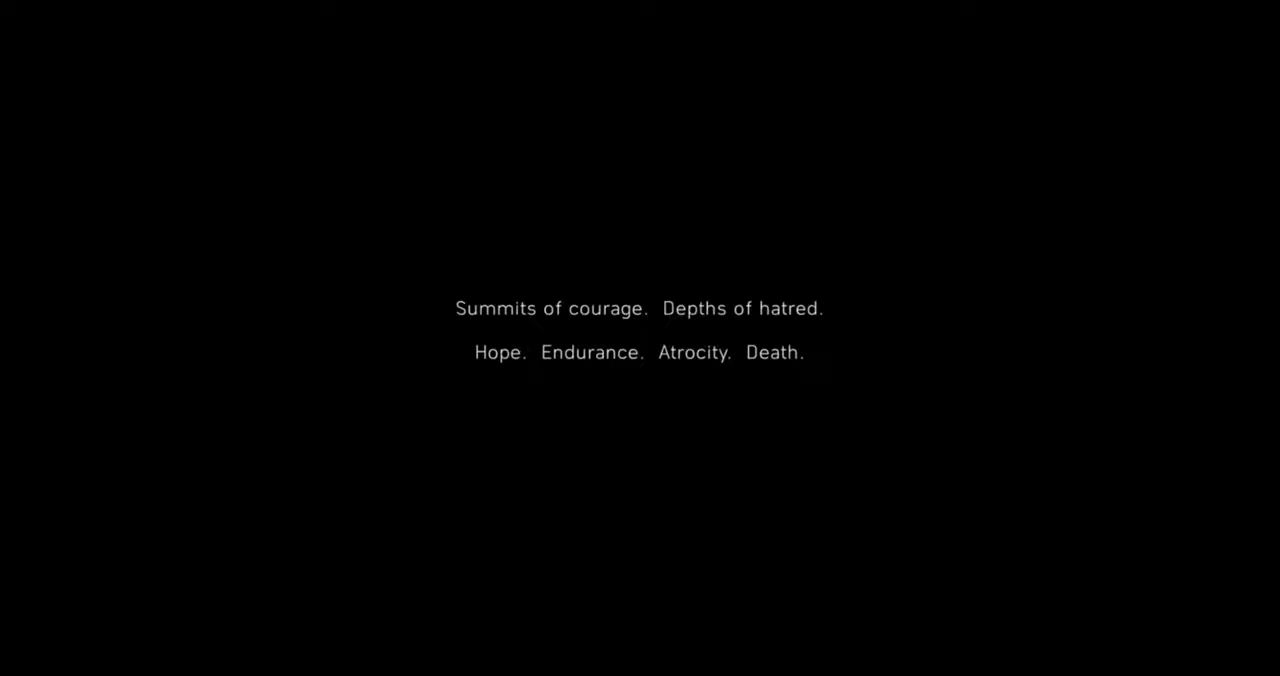 Summits of courage.  Depths of hatred.
Hope.  Endurance.  Atrocity.  Death.